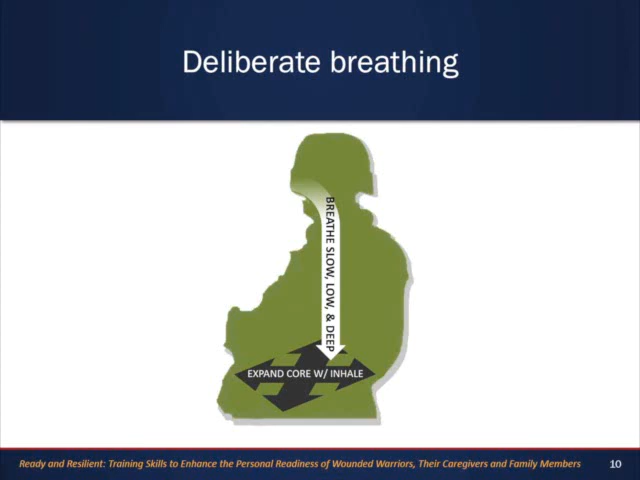 Deliberate breathing
BREATHE SLOW, LOW, & DEEP
EXPAND CORE W/ INHALE
Ready and Resilient: Training Skills to Enhance the Personal Readiness of Wounded Warriors, Their Caregivers and Family Members
10